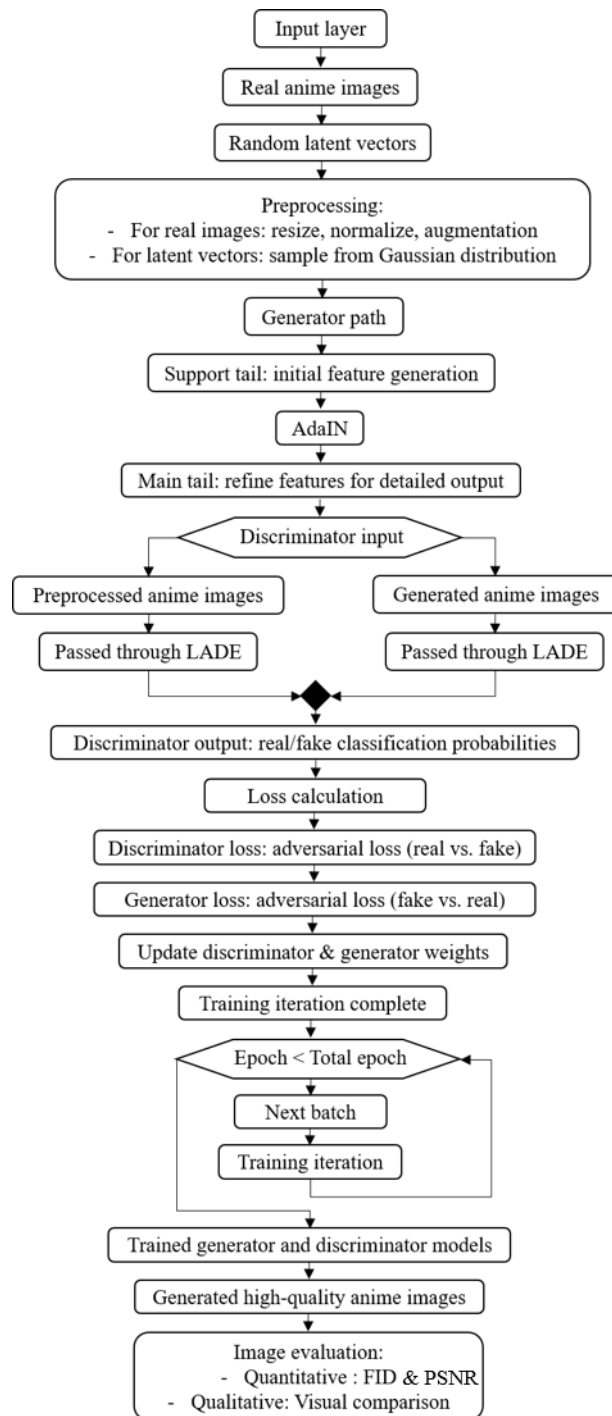 Input layer
Real anime images
Random latent vectors
Preprocessing:
- For real images: resize, normalize, augmentation
- For latent vectors: sample from Gaussian distribution
Generator path
Support tail: initial feature generation
AdaIN
Main tail: refine features for detailed output
Discriminator input
Preprocessed anime images
Generated anime images
Passed through LADE
Passed through LADE
Discriminator output: real/fake classification probabilities
Loss calculation
Discriminator loss: adversarial loss (real vs. fake)
Generator loss: adversarial loss (fake vs. real)
Update discriminator & generator weights
Training iteration complete
Epoch < Total epoch
Next batch
Training iteration
Trained generator and discriminator models
Generated high-quality anime images
Image evaluation:
- Quantitative : FID & PSNR
- Qualitative: Visual comparison